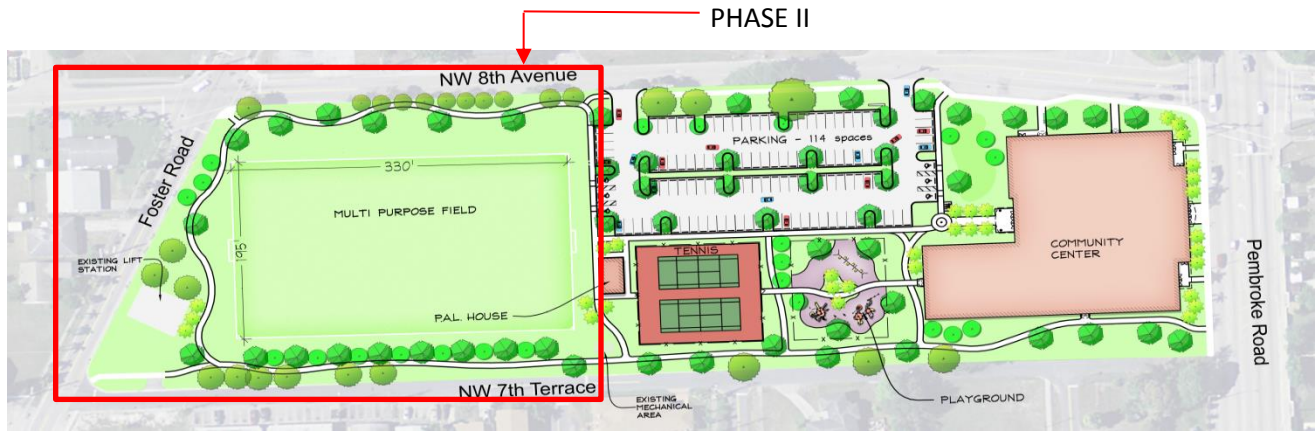 PHASE II
NW 8th Avenue
Foster Road
330'
MULTI PURPOSE FIELD
195'
EXISTING LIFT
STATION
PARKING - 114 spaces
TENNIS
P.A.L. HOUSE
COMMUNITY
CENTER
Pembroke Road
NW 7th Terrace
EXISTING
MECHANICAL
AREA
PLAYGROUND